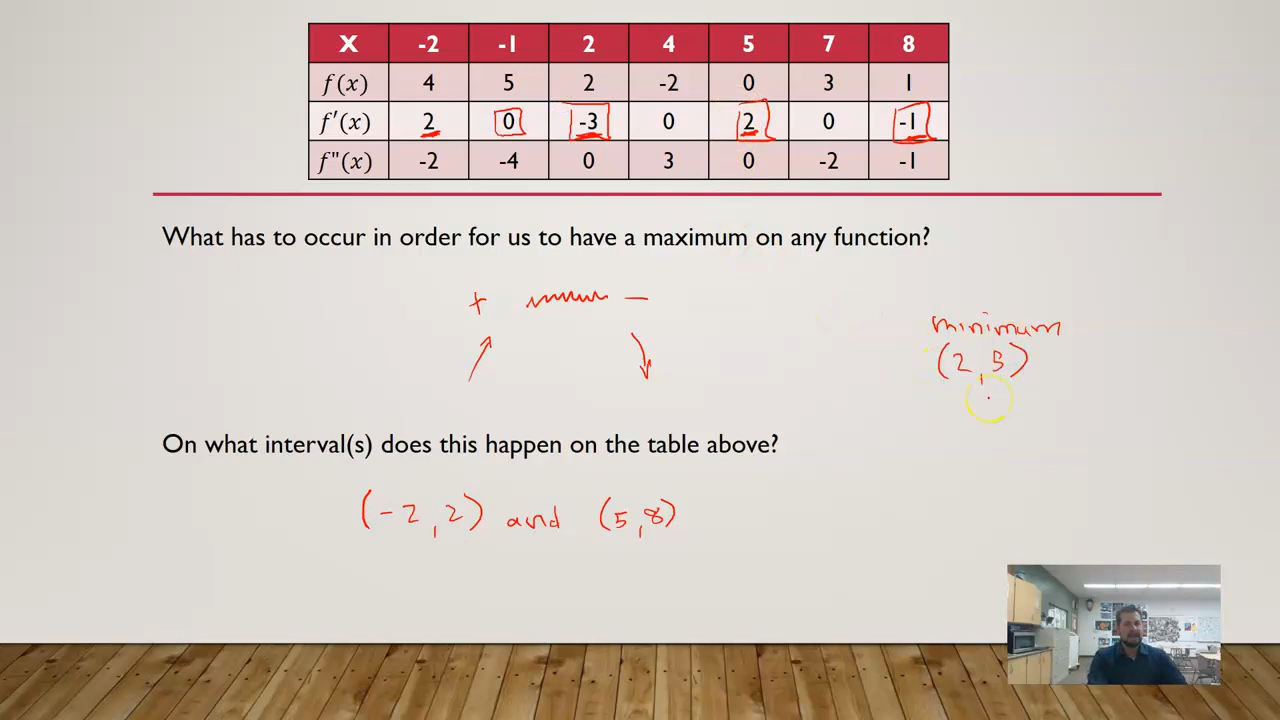 X -2 -1 2 4 5 7 8
f(x) 4 5 2 -2 0 3 1
f'(x) 2 0 -3 0 2 0 -1
f"(x) -2 -4 0 3 0 -2 -1
What has to occur in order for us to have a maximum on any function?
+ −
minimum
(2,5)
On what interval(s) does this happen on the table above?
(-2,2) and (5,8)